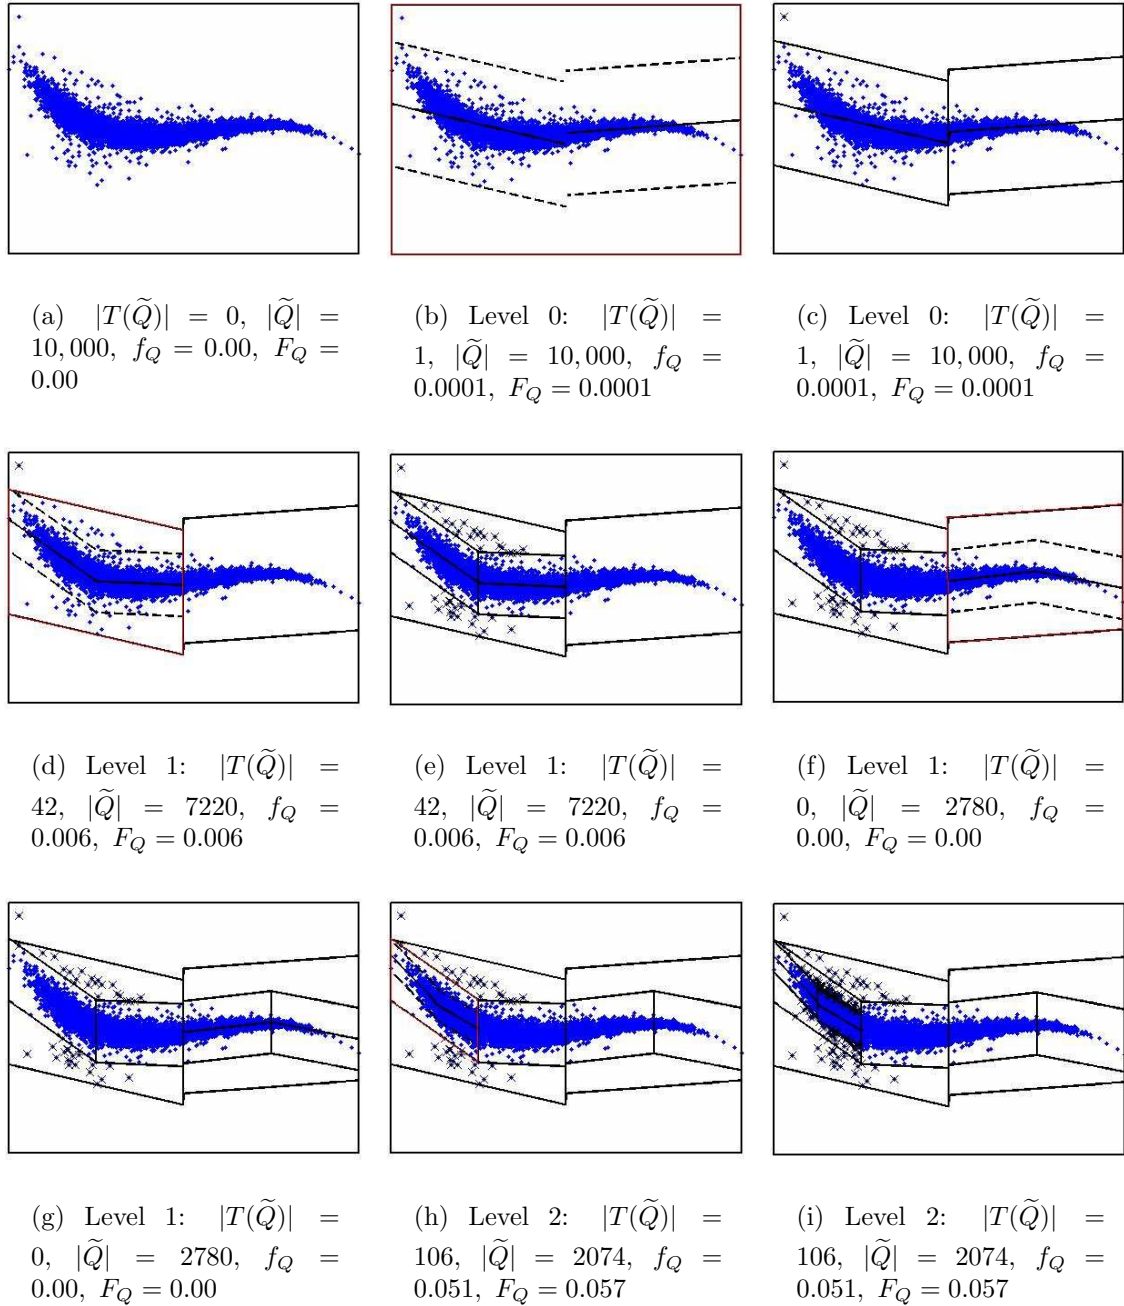 (a) |T(Q̃)| = 0, |Q̃| =
10,000, f_Q = 0.00, F_Q =
0.00
(b) Level 0: |T(Q̃)| =
1, |Q̃| = 10,000, f_Q =
0.0001, F_Q = 0.0001
(c) Level 0: |T(Q̃)| =
1, |Q̃| = 10,000, f_Q =
0.0001, F_Q = 0.0001
(d) Level 1: |T(Q̃)| =
42, |Q̃| = 7220, f_Q =
0.006, F_Q = 0.006
(e) Level 1: |T(Q̃)| =
42, |Q̃| = 7220, f_Q =
0.006, F_Q = 0.006
(f) Level 1: |T(Q̃)| =
0, |Q̃| = 2780, f_Q =
0.00, F_Q = 0.00
(g) Level 1: |T(Q̃)| =
0, |Q̃| = 2780, f_Q =
0.00, F_Q = 0.00
(h) Level 2: |T(Q̃)| =
106, |Q̃| = 2074, f_Q =
0.051, F_Q = 0.057
(i) Level 2: |T(Q̃)| =
106, |Q̃| = 2074, f_Q =
0.051, F_Q = 0.057